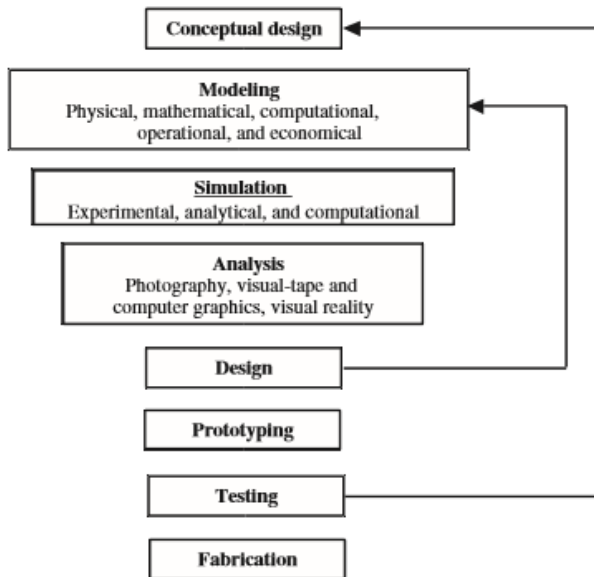 Conceptual design
Modeling
Physical, mathematical, computational,
operational, and economical
Simulation
Experimental, analytical, and computational
Analysis
Photography, visual-tape and
computer graphics, visual reality
Design
Prototyping
Testing
Fabrication